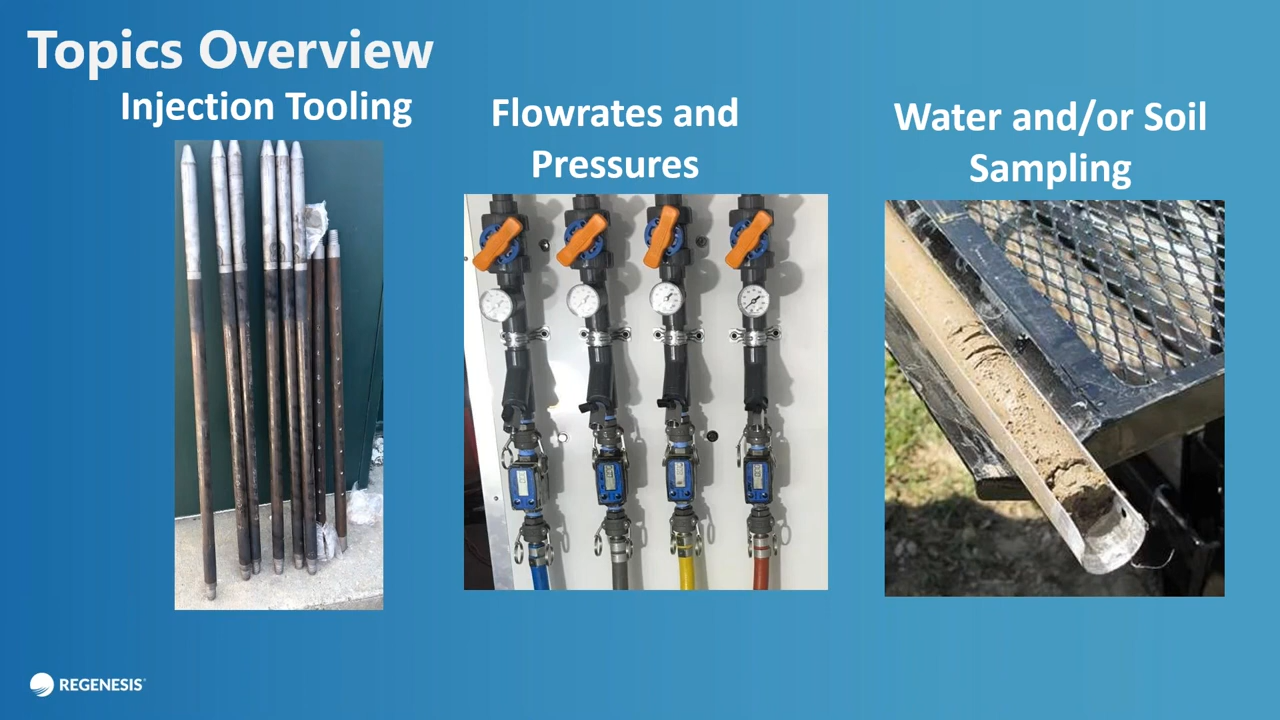 Topics Overview
Injection Tooling
Flowrates and
Pressures
Water and/or Soil
Sampling
REGENESIS